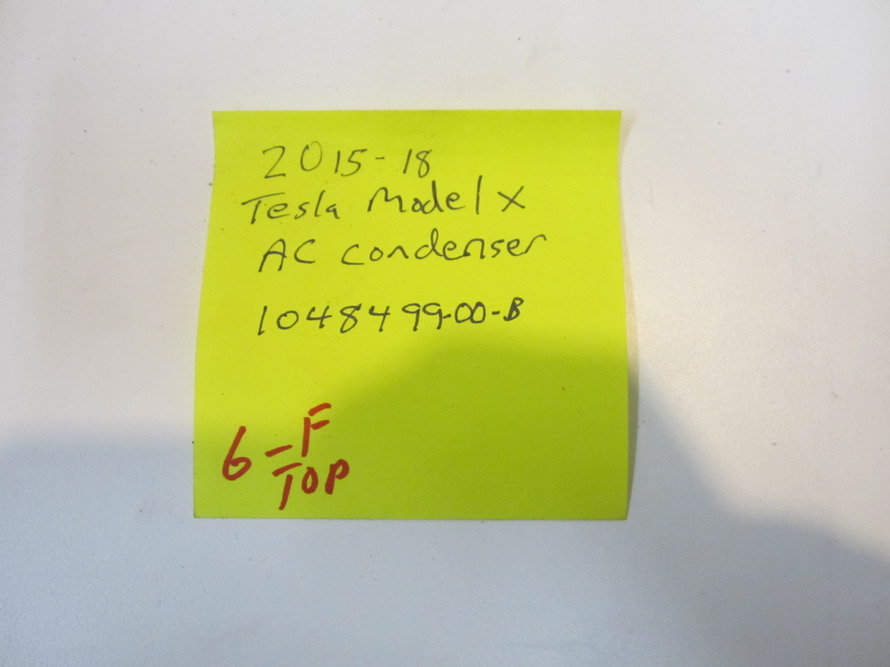 2015-18
Tesla Model X
AC Condenser
1048499-00-B
6-F
TOP